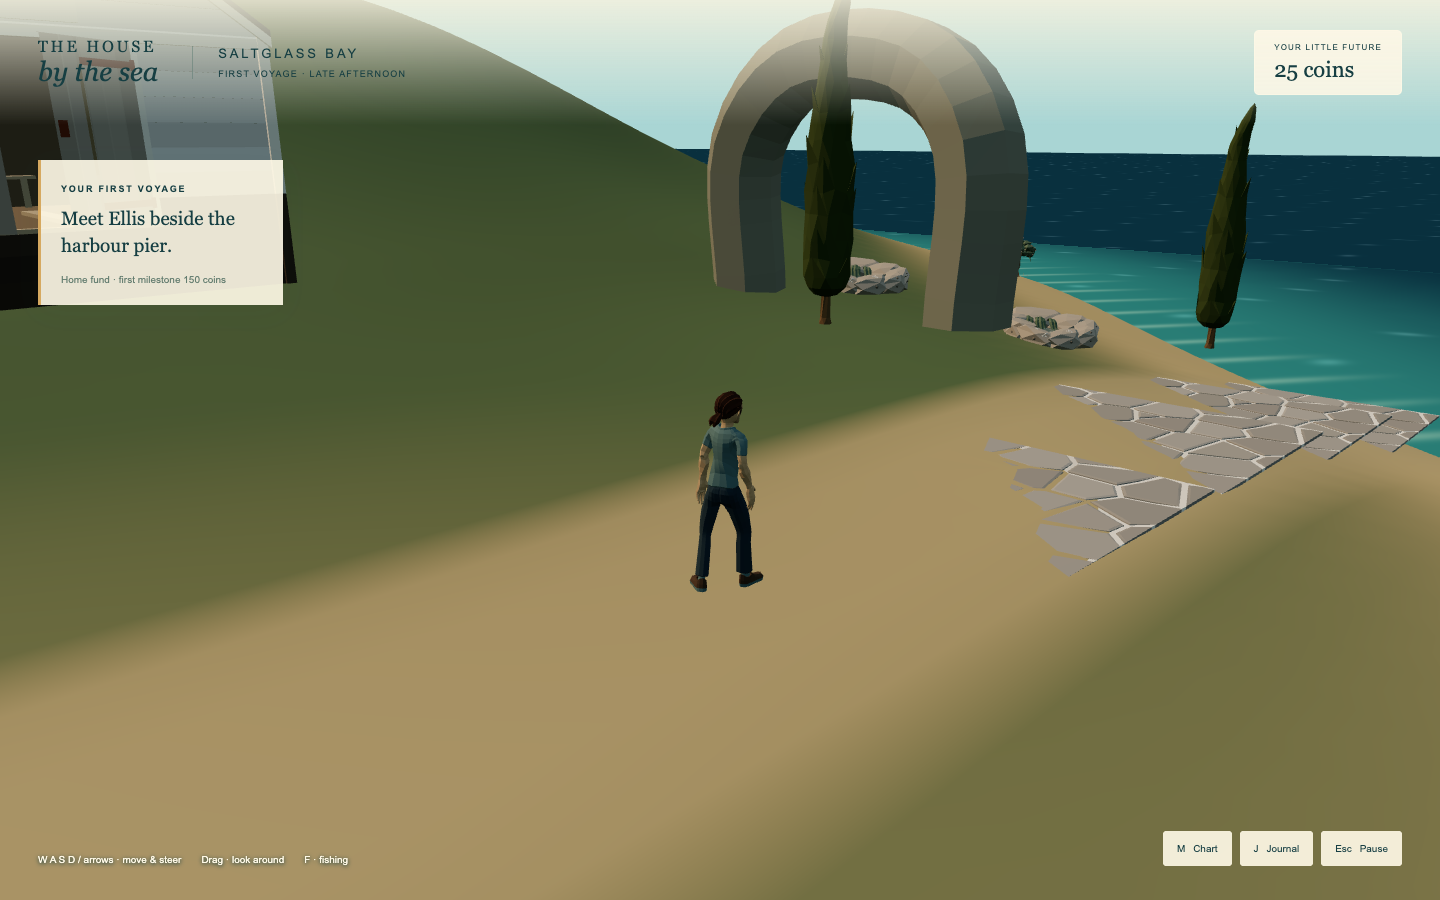 THE HOUSE
by the sea
SALTGLASS BAY
FIRST VOYAGE · LATE AFTERNOON
YOUR LITTLE FUTURE
25 coins
YOUR FIRST VOYAGE
Meet Ellis beside the
harbour pier.
Home fund · first milestone 150 coins
W A S D / arrows · move & steer Drag · look around F · fishing
M Chart J Journal Esc Pause